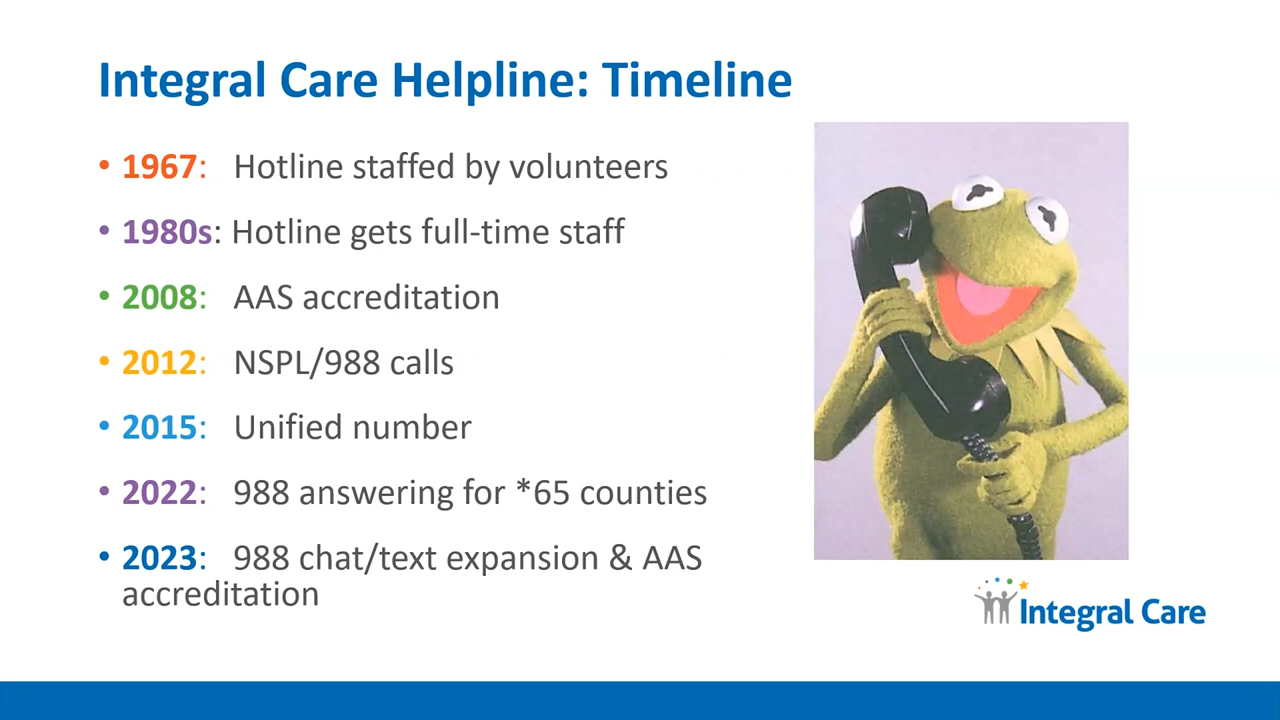 Integral Care Helpline: Timeline
• 1967: Hotline staffed by volunteers
• 1980s: Hotline gets full-time staff
• 2008: AAS accreditation
• 2012: NSPL/988 calls
• 2015: Unified number
• 2022: 988 answering for *65 counties
• 2023: 988 chat/text expansion & AAS
accreditation
Integral Care